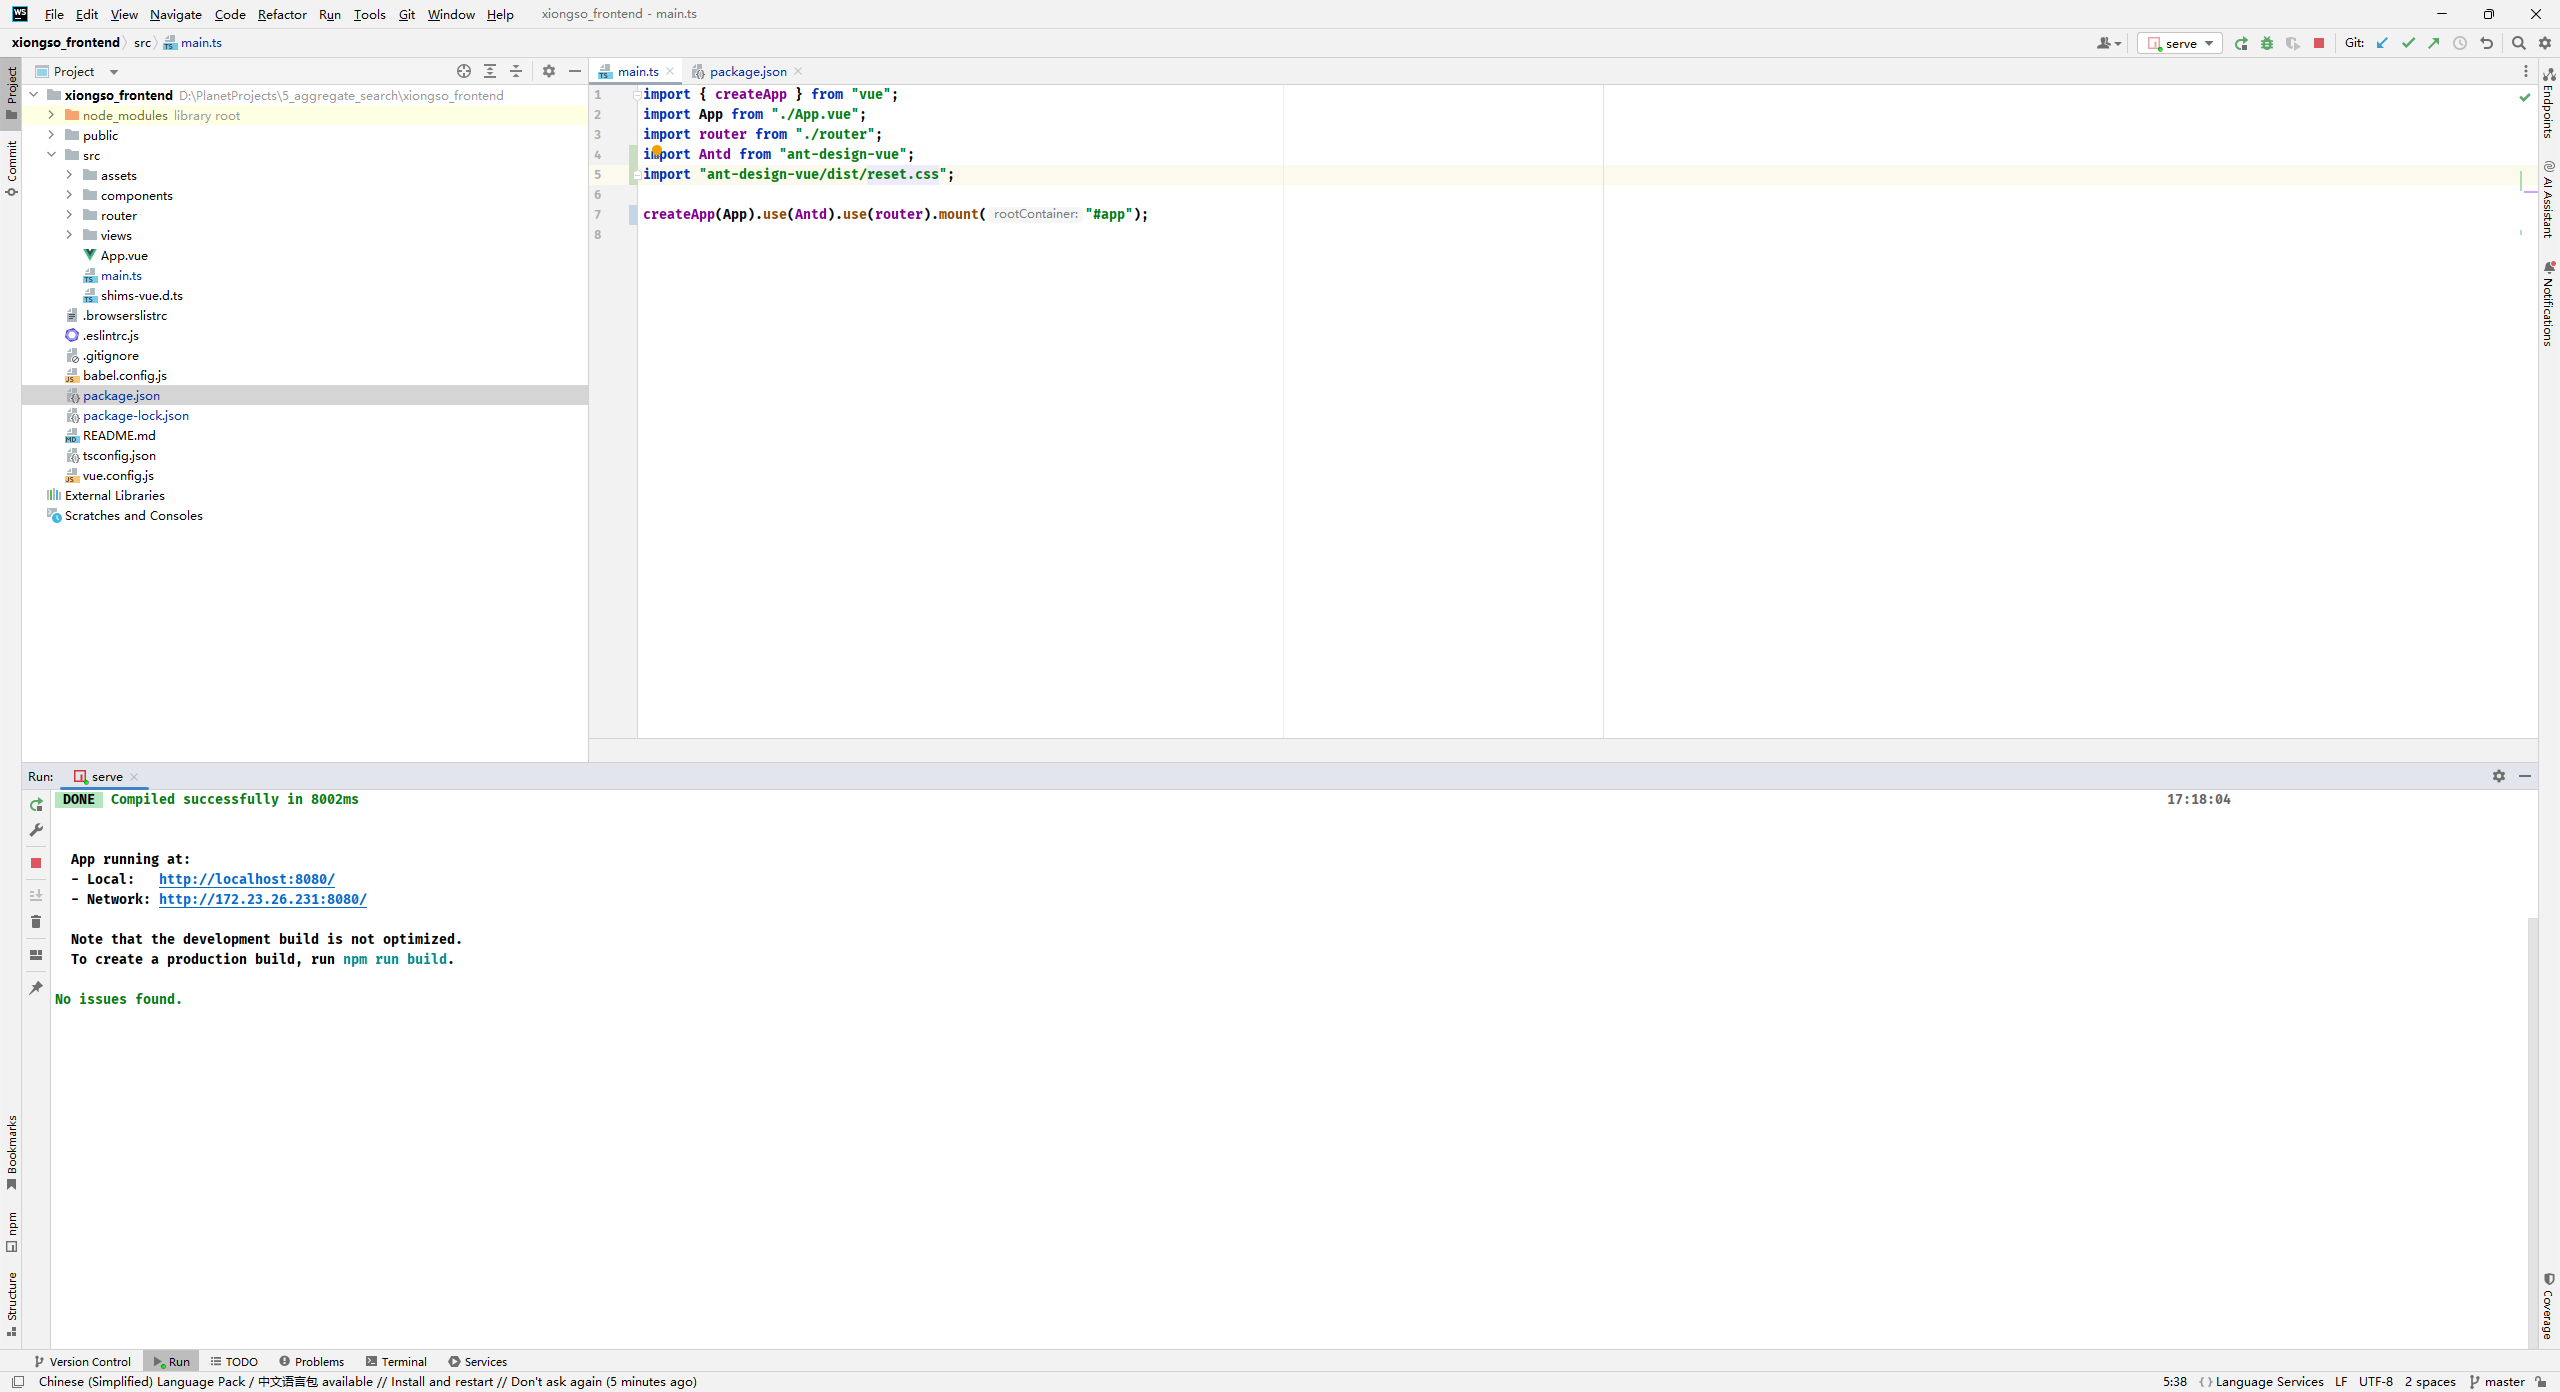 WS File Edit View Navigate Code Refactor Run Tools Git Window Help xiongso_frontend - main.ts
xiongso_frontend src main.ts serve Git:
Project
main.ts package.json
xiongso_frontend D:\PlanetProjects\5_aggregate_search\xiongso_frontend
node_modules library root
public
src
assets
components
router
views
App.vue
main.ts
shims-vue.d.ts
.browserslistrc
.eslintrc.js
.gitignore
babel.config.js
package.json
package-lock.json
README.md
tsconfig.json
vue.config.js
External Libraries
Scratches and Consoles
1 import { createApp } from "vue";
2 import App from "./App.vue";
3 import router from "./router";
4 import Antd from "ant-design-vue";
5 import "ant-design-vue/dist/reset.css";
6
7 createApp(App).use(Antd).use(router).mount( rootContainer: "#app");
8
Project
Commit
Bookmarks
npm
Structure
Endpoints
AI Assistant
Notifications
Coverage
Run: serve
DONE Compiled successfully in 8002ms 17:18:04
App running at:
- Local: http://localhost:8080/
- Network: http://172.23.26.231:8080/
Note that the development build is not optimized.
To create a production build, run npm run build.
No issues found.
Version Control Run TODO Problems Terminal Services
Chinese (Simplified) Language Pack / 中文语言包 available // Install and restart // Don't ask again (5 minutes ago) 5:38 {} Language Services LF UTF-8 2 spaces master